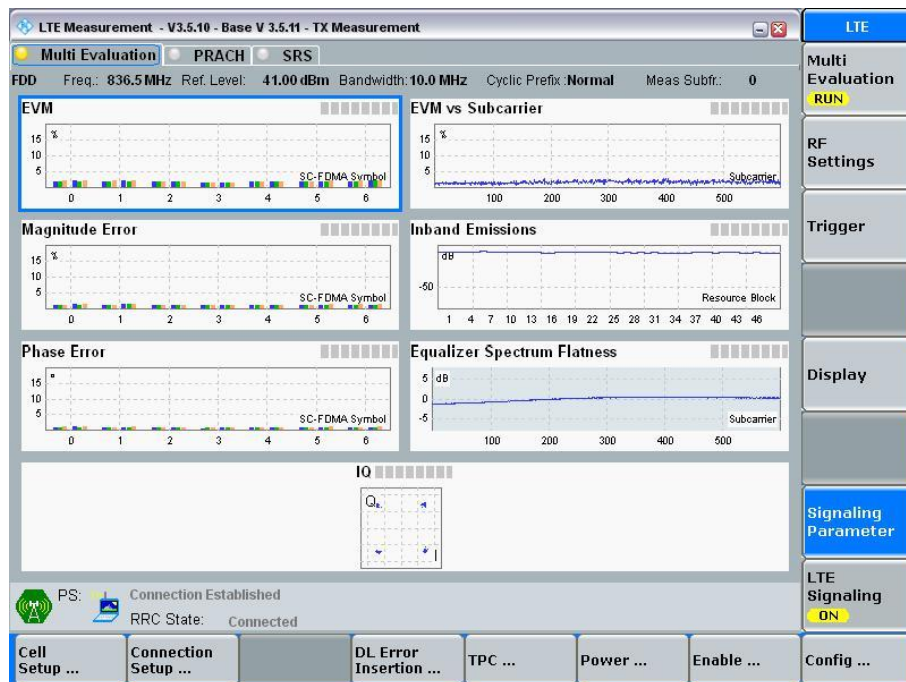 LTE Measurement - V3.5.10 - Base V 3.5.11 - TX Measurement
LTE
Multi Evaluation PRACH SRS
FDD Freq.: 836.5 MHz Ref. Level: 41.00 dBm Bandwidth: 10.0 MHz Cyclic Prefix : Normal Meas Subfr.: 0
Multi
Evaluation
RUN
EVM
15 %
10
5
SC-FDMA Symbol
0 1 2 3 4 5 6
EVM vs Subcarrier
15 %
10
5
Subcarrier
100 200 300 400 500
RF
Settings
Magnitude Error
15 %
10
5
SC-FDMA Symbol
0 1 2 3 4 5 6
Inband Emissions
dB
-50
Resource Block
1 4 7 10 13 16 19 22 25 28 31 34 37 40 43 46
Trigger
Phase Error
15 °
10
5
SC-FDMA Symbol
0 1 2 3 4 5 6
Equalizer Spectrum Flatness
5 dB
0
-5
Subcarrier
100 200 300 400 500
Display
IQ
Q
I
Signaling
Parameter
PS: Connection Established
RRC State: Connected
LTE
Signaling
ON
Cell
Setup ...
Connection
Setup ...
DL Error
Insertion ...
TPC ...
Power ...
Enable ...
Config ...